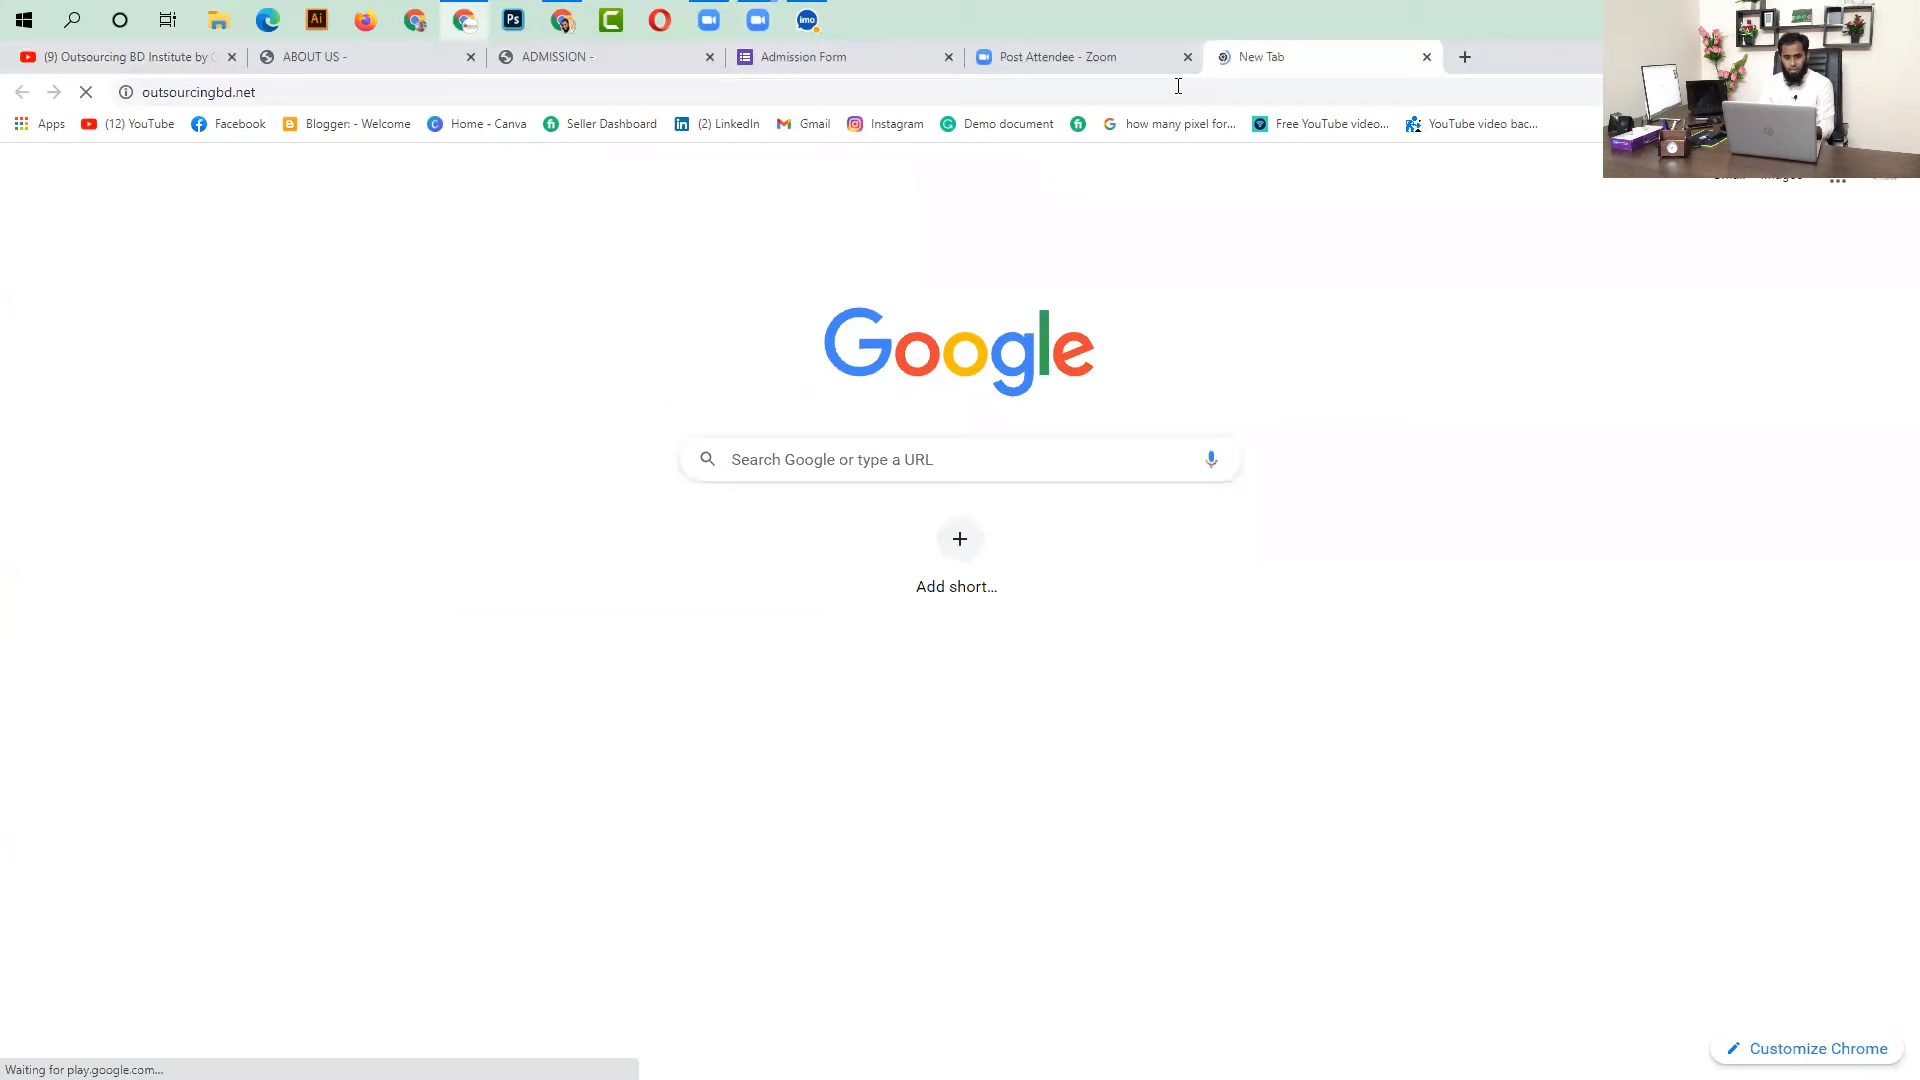 Ai
Ps
imo
(9) Outsourcing BD Institute by
ABOUT US -
ADMISSION -
Admission Form
Post Attendee - Zoom
New Tab
outsourcingbd.net
Apps
(12) YouTube
Facebook
Blogger: - Welcome
Home - Canva
Seller Dashboard
(2) LinkedIn
Gmail
Instagram
Demo document
how many pixel for...
Free YouTube video...
YouTube video bac...
Google
Search Google or type a URL
Add short...
Customize Chrome
Waiting for play.google.com...